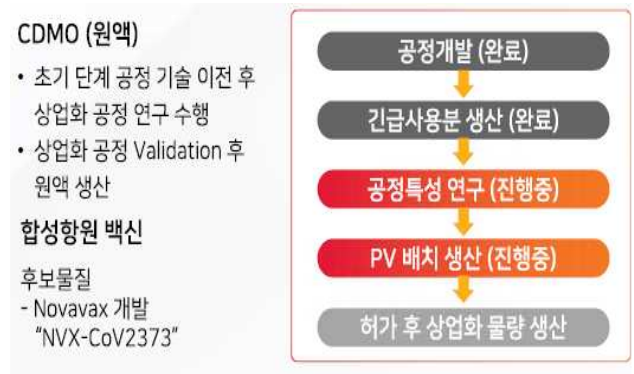 CDMO (원액)
• 초기 단계 공정 기술 이전 후
상업화 공정 연구 수행
• 상업화 공정 Validation 후
원액 생산
합성항원 백신
후보물질
- Novavax 개발
"NVX-CoV2373"
공정개발 (완료)
긴급사용분 생산 (완료)
공정특성 연구 (진행중)
PV 배치 생산 (진행중)
허가 후 상업화 물량 생산